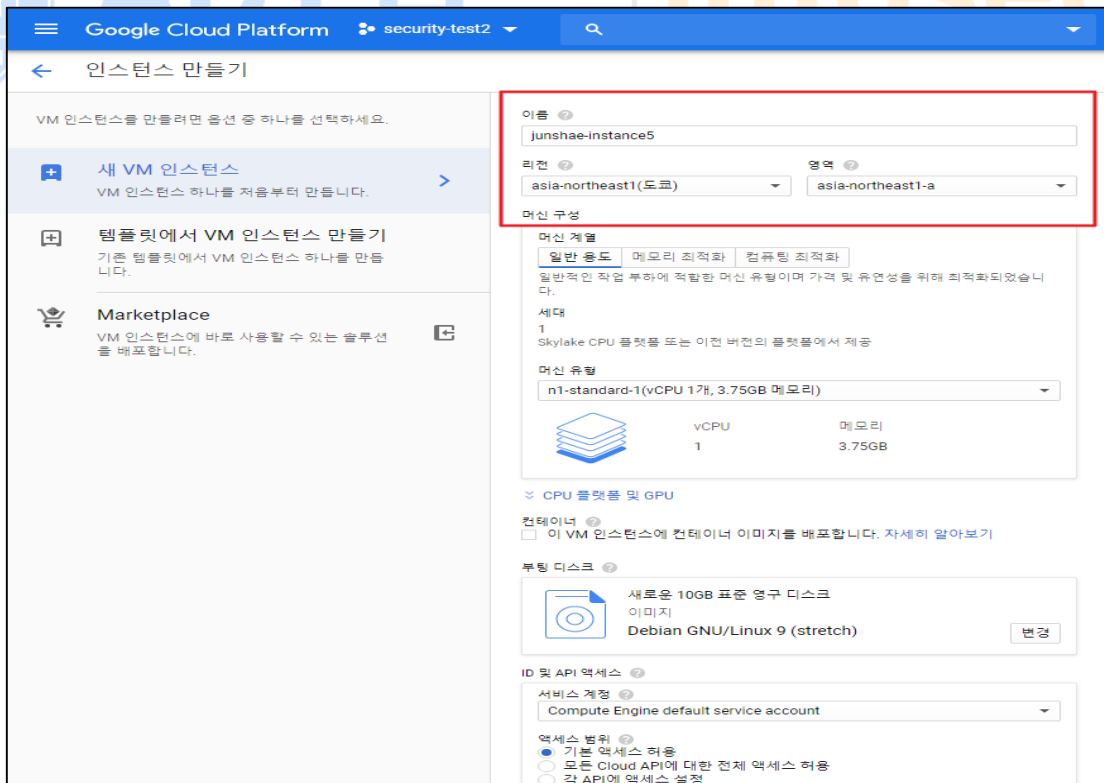 Google Cloud Platform security-test2
인스턴스 만들기
VM 인스턴스를 만들려면 옵션 중 하나를 선택하세요.
새 VM 인스턴스
VM 인스턴스 하나를 처음부터 만듭니다.
템플릿에서 VM 인스턴스 만들기
기존 템플릿에서 VM 인스턴스 하나를 만듭
니다.
Marketplace
VM 인스턴스에 바로 사용할 수 있는 솔루션
을 배포합니다.
이름
junshae-instance5
리전 영역
asia-northeast1(도쿄) asia-northeast1-a
머신 구성
머신 계열
일반 용도 메모리 최적화 컴퓨팅 최적화
일반적인 작업 부하에 적합한 머신 유형이며 가격 및 유연성을 위해 최적화되었습니
다.
세대
1
Skylake CPU 플랫폼 또는 이전 버전의 플랫폼에서 제공
머신 유형
n1-standard-1(vCPU 1개, 3.75GB 메모리)
vCPU 메모리
1 3.75GB
CPU 플랫폼 및 GPU
컨테이너
이 VM 인스턴스에 컨테이너 이미지를 배포합니다. 자세히 알아보기
부팅 디스크
새로운 10GB 표준 영구 디스크
이미지
Debian GNU/Linux 9 (stretch)
변경
ID 및 API 액세스
서비스 계정
Compute Engine default service account
액세스 범위
기본 액세스 허용
모든 Cloud API에 대한 전체 액세스 허용
각 API에 액세스 설정